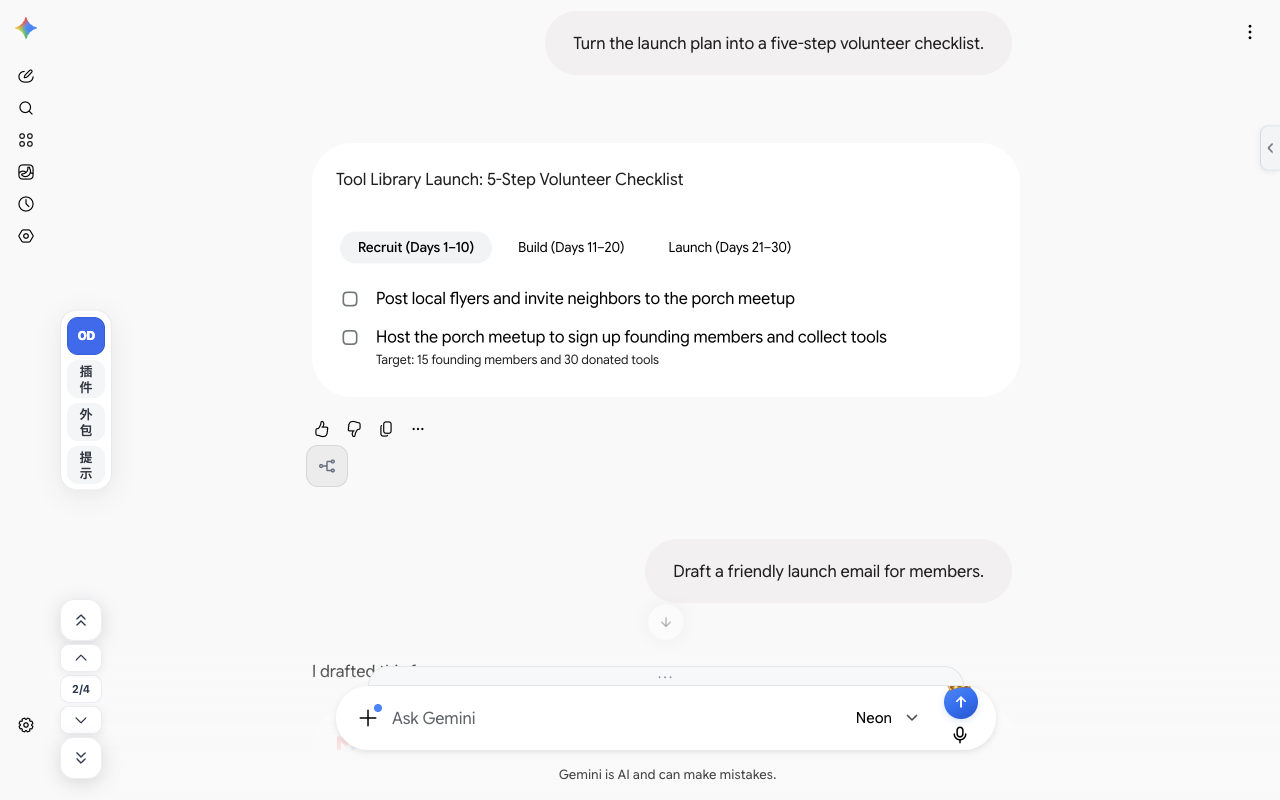 Turn the launch plan into a five-step volunteer checklist.
Tool Library Launch: 5-Step Volunteer Checklist
Recruit (Days 1–10)
Build (Days 11–20)
Launch (Days 21–30)
Post local flyers and invite neighbors to the porch meetup
Host the porch meetup to sign up founding members and collect tools
Target: 15 founding members and 30 donated tools
OD
插
件
外
包
提
示
Draft a friendly launch email for members.
I drafted
2/4
Ask Gemini
Neon
Gemini is AI and can make mistakes.